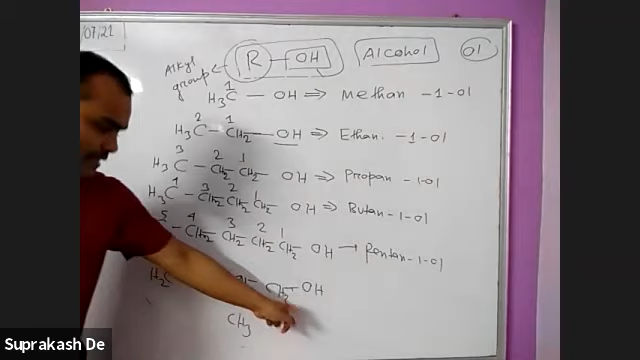 /07/21
Alkyl group ← R - OH Alcohol ol
1
H3C - OH ⇒ Methan -1-ol
2 1
H3C - CH2 - OH ⇒ Ethan -1-ol
3 2 1
H3C - CH2 - CH2 OH ⇒ Propan -1-ol
4 3 2 1
H3C - CH2 - CH2 - CH2 OH ⇒ Butan-1-ol
5 4 3 2 1
- CH2 - CH2 - CH2 - CH2 OH → Pentan-1-ol
H3C CH2 - OH
CH3
Suprakash De